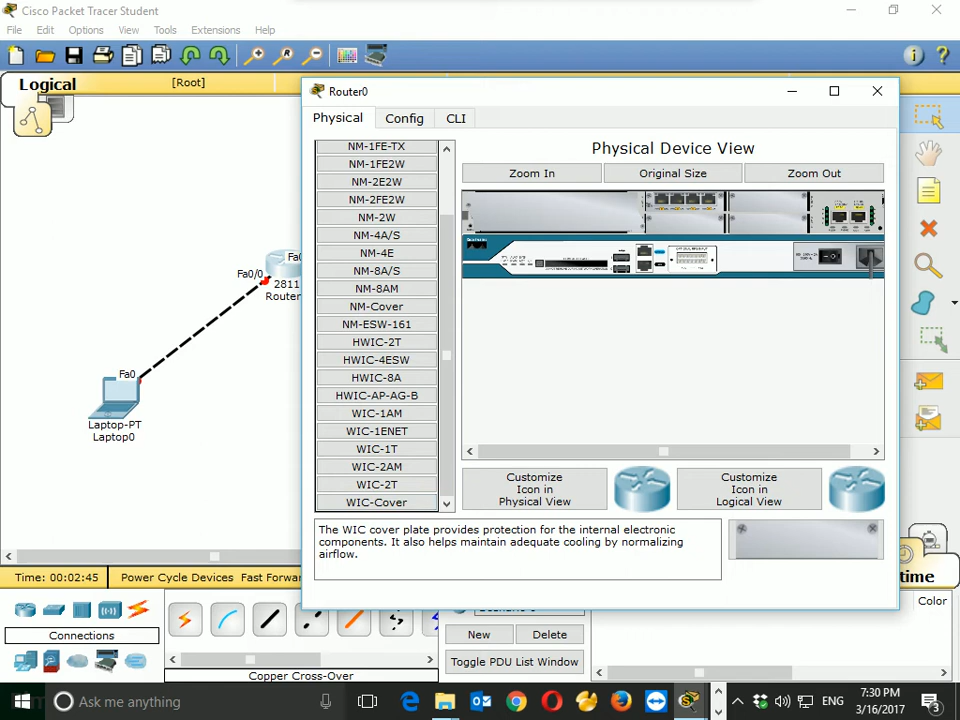 Cisco Packet Tracer Student
File Edit Options View Tools Extensions Help
Logical
[Root]
Router0
Physical Config CLI
NM-1FE-TX
NM-1FE2W
NM-2E2W
NM-2FE2W
NM-2W
NM-4A/S
NM-4E
NM-8A/S
NM-8AM
NM-Cover
NM-ESW-161
HWIC-2T
HWIC-4ESW
HWIC-8A
HWIC-AP-AG-B
WIC-1AM
WIC-1ENET
WIC-1T
WIC-2AM
WIC-2T
WIC-Cover
Physical Device View
Zoom In Original Size Zoom Out
Customize
Icon in
Physical View
Customize
Icon in
Logical View
The WIC cover plate provides protection for the internal electronic
components. It also helps maintain adequate cooling by normalizing
airflow.
Fa0
Fa0/0
2811
Router
Fa0
Laptop-PT
Laptop0
Time: 00:02:45 Power Cycle Devices Fast Forwa
time
Connections
Copper Cross-Over
New Delete
Toggle PDU List Window
Color
Ask me anything
ENG
7:30 PM
3/16/2017
3